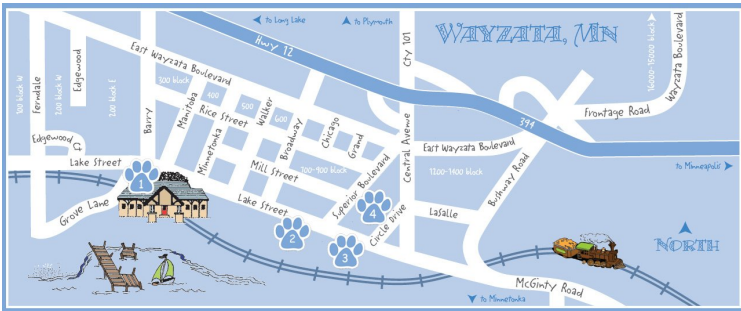 to Long Lake
to Plymouth
WAYZATA, MN
Hwy 12
Cty 101
16000-15000 block
Wayzata Boulevard
East Wayzata Boulevard
300 block W
Ferndale
200 block W
Edgewood
200 block E
Barry
300 block
Manitoba
400
Rice Street
500
Walker
600
Minnetonka
Broadway
Chicago
Grand
Central Avenue
394
Frontage Road
Edgewood
Lake Street
Mill Street
700-900 block
Superior Boulevard
East Wayzata Boulevard
1200-1400 block
Bushway Road
to Minneapolis
1
Grove Lane
Lake Street
2
3
4
Circle Drive
LaSalle
NORTH
McGinty Road
to Minnetonka